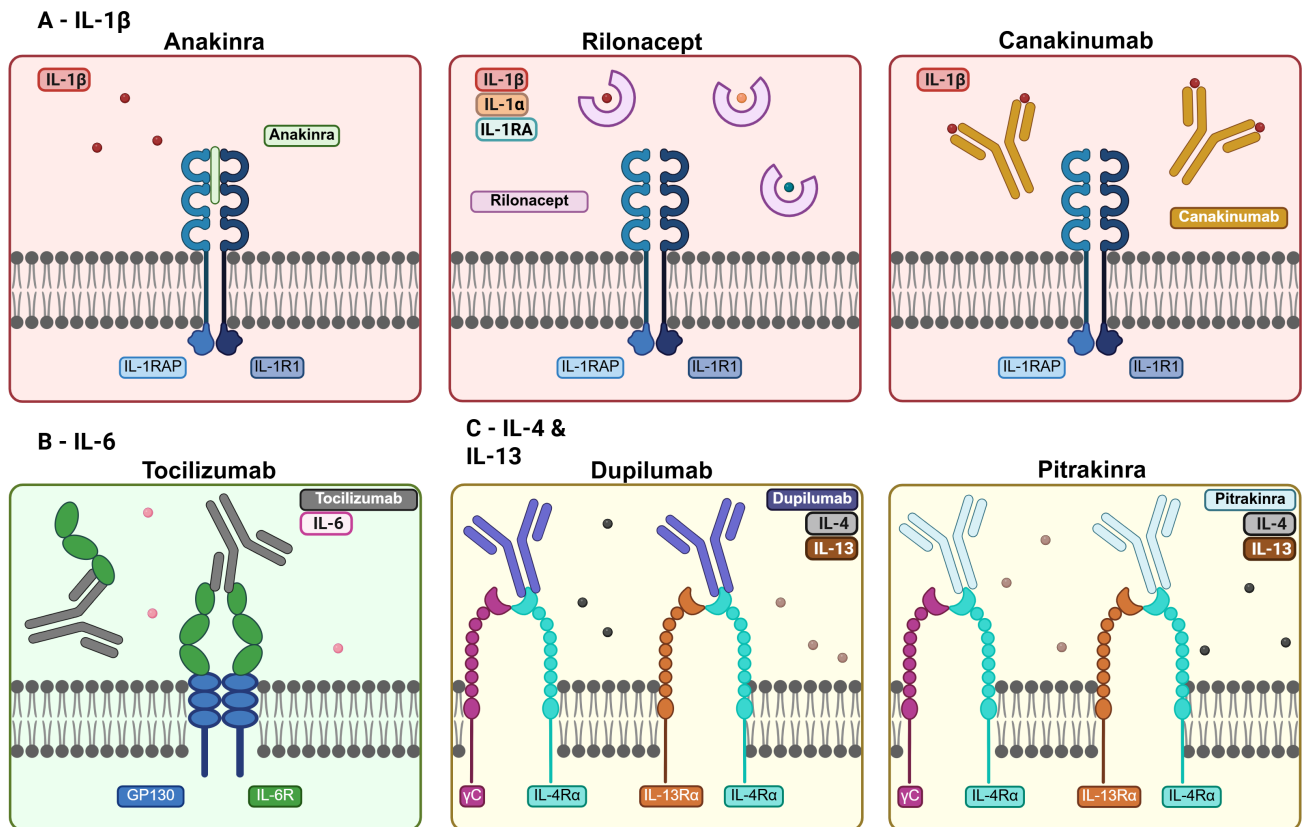 A - IL-1β
Anakinra
Rilonacept
Canakinumab
IL-1β
Anakinra
IL-1RAP
IL-1R1
IL-1β
IL-1α
IL-1RA
Rilonacept
IL-1RAP
IL-1R1
IL-1β
Canakinumab
IL-1RAP
IL-1R1
B - IL-6
Tocilizumab
Tocilizumab
IL-6
GP130
IL-6R
C - IL-4 &
IL-13
Dupilumab
Dupilumab
IL-4
IL-13
γC
IL-4Rα
IL-13Rα
IL-4Rα
Pitrakinra
Pitrakinra
IL-4
IL-13
γC
IL-4Rα
IL-13Rα
IL-4Rα